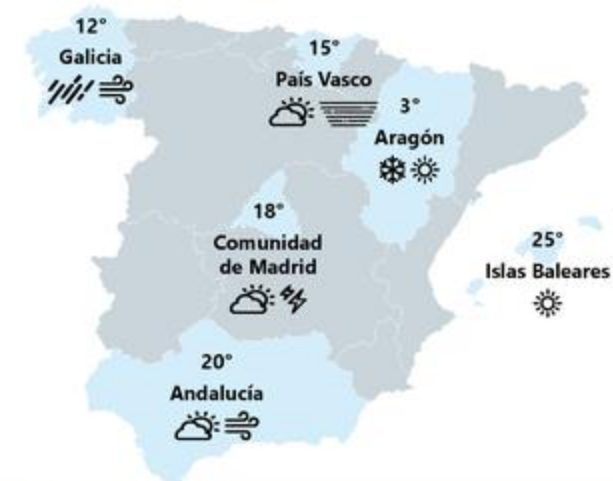 12°
Galicia
15°
País Vasco
3°
Aragón
18°
Comunidad
de Madrid
25°
Islas Baleares
20°
Andalucía